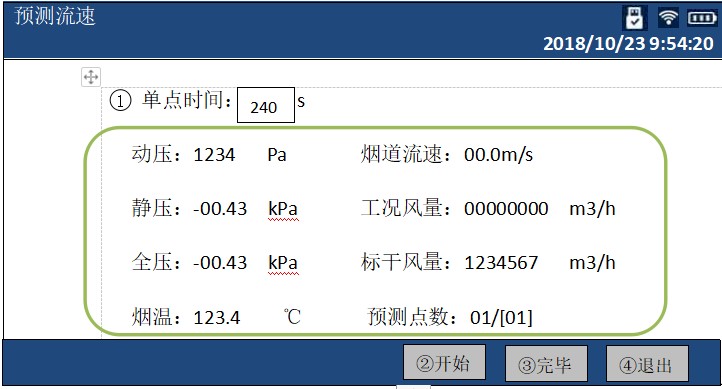 预测流速
2018/10/23 9:54:20
① 单点时间: 240 s
动压: 1234 Pa 烟道流速: 00.0m/s
静压: -00.43 kPa 工况风量: 00000000 m3/h
全压: -00.43 kPa 标干风量: 1234567 m3/h
烟温: 123.4 ℃ 预测点数: 01/[01]
②开始 ③完毕 ④退出